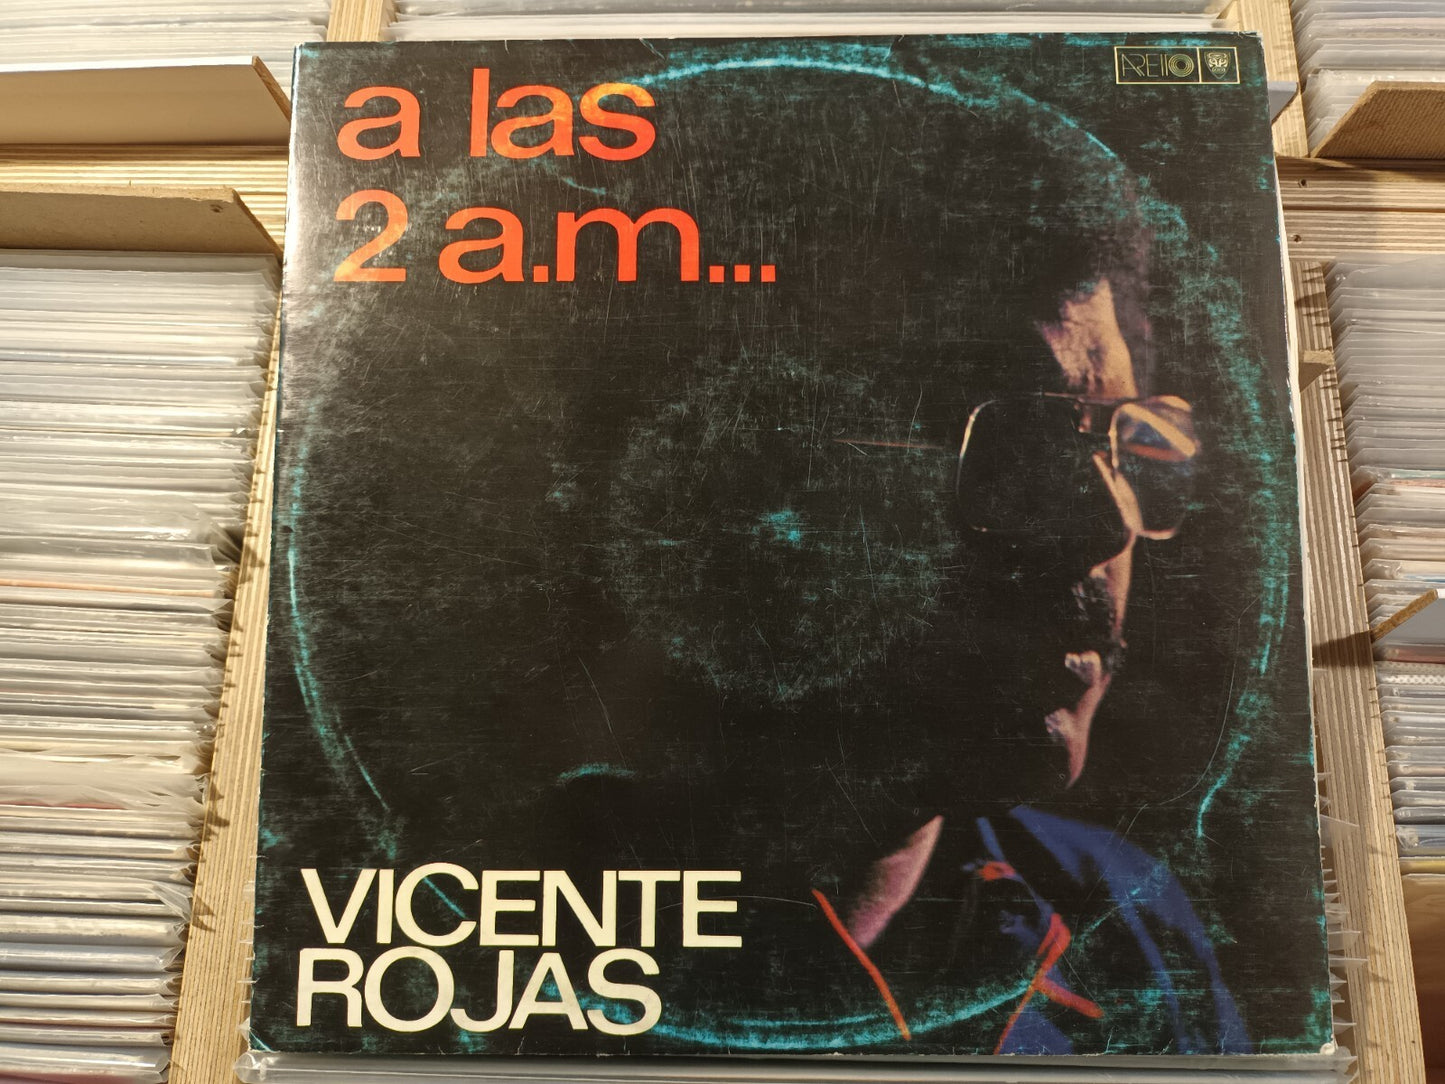 a las
2 a.m...
AREITO
VICENTE
ROJAS